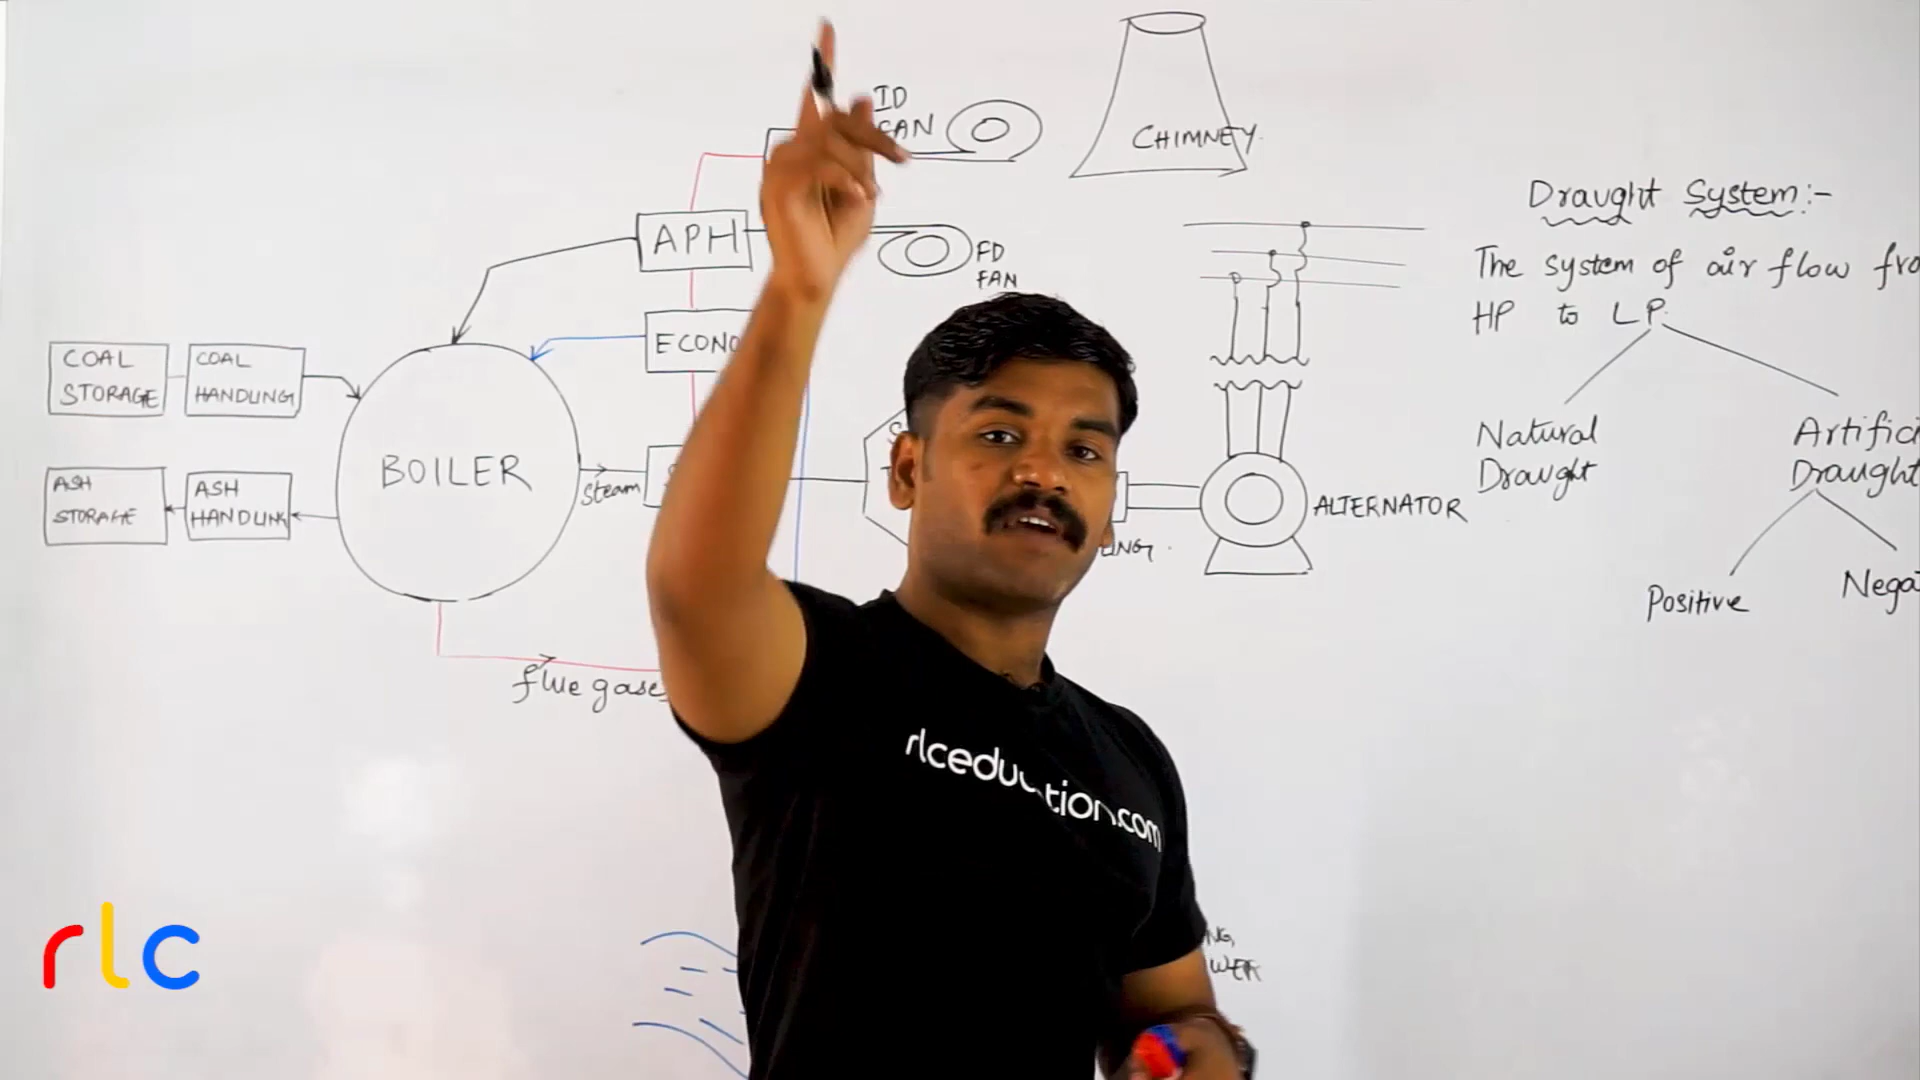 ID
FAN
CHIMNEY
Draught System:-
APH
FD
FAN
The system of air flow
HP to LP
ECONO
COAL
STORAGE
COAL
HANDLING
Natural
Draught
Artifici
Draught
BOILER
ASH
STORAGE
ASH
HANDLING
steam
ALTERNATOR
Positive
Nega
flue gases
rlceducation.com
rlc